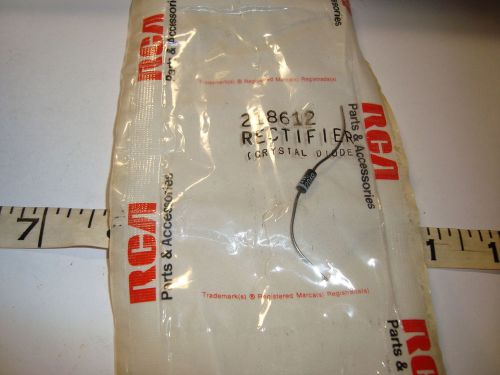 RCA
Parts & Accessories
Parts & Accessories
Trademark(s) ® Registered Marca(s) Registrada(s)
218612
RECTIFIER
(CRYSTAL DIODE
RCA
Parts & Accessories
RCA
Parts & Accessories
7
1
1
Trademark(s) ® Registered Marca(s) Registrada(s)
RCA